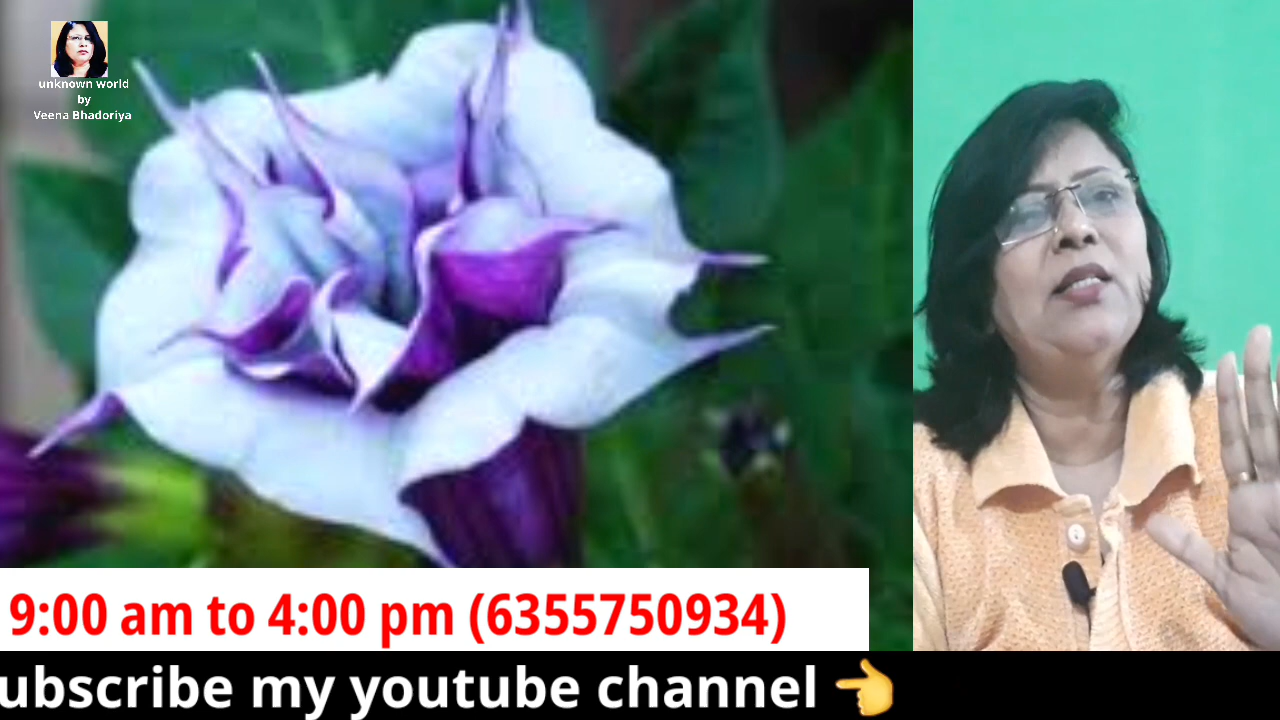 unknown world
by
Veena Bhadoriya
9:00 am to 4:00 pm (6355750934)
ubscribe my youtube channel 👈